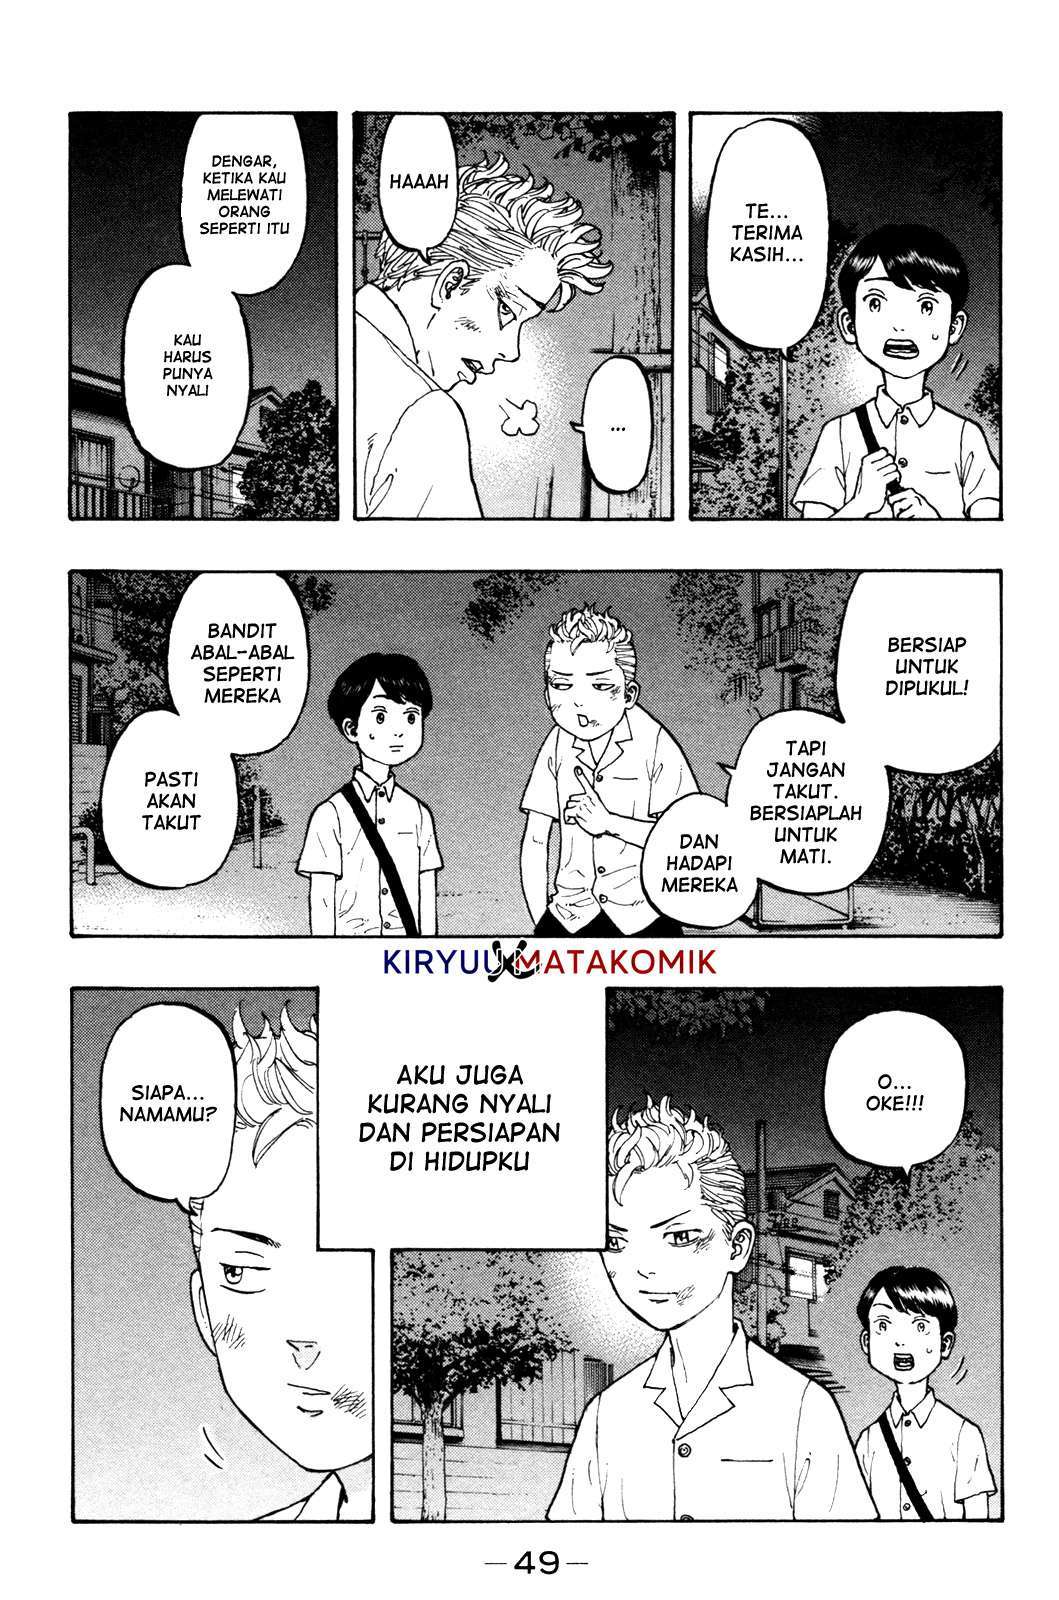 TE...
TERIMA
KASIH...
HAAAH
...
DENGAR,
KETIKA KAU
MELEWATI
ORANG
SEPERTI ITU
KAU
HARUS
PUNYA
NYALI
BERSIAP
UNTUK
DIPUKUL!
TAPI
JANGAN
TAKUT.
BERSIAPLAH
UNTUK
MATI.
DAN
HADAPI
MEREKA
BANDIT
ABAL-ABAL
SEPERTI
MEREKA
PASTI
AKAN
TAKUT
KIRYUU X MATAKOMIK
O...
OKE!!!
AKU JUGA
KURANG NYALI
DAN PERSIAPAN
DI HIDUPKU
SIAPA...
NAMAMU?
— 49 —